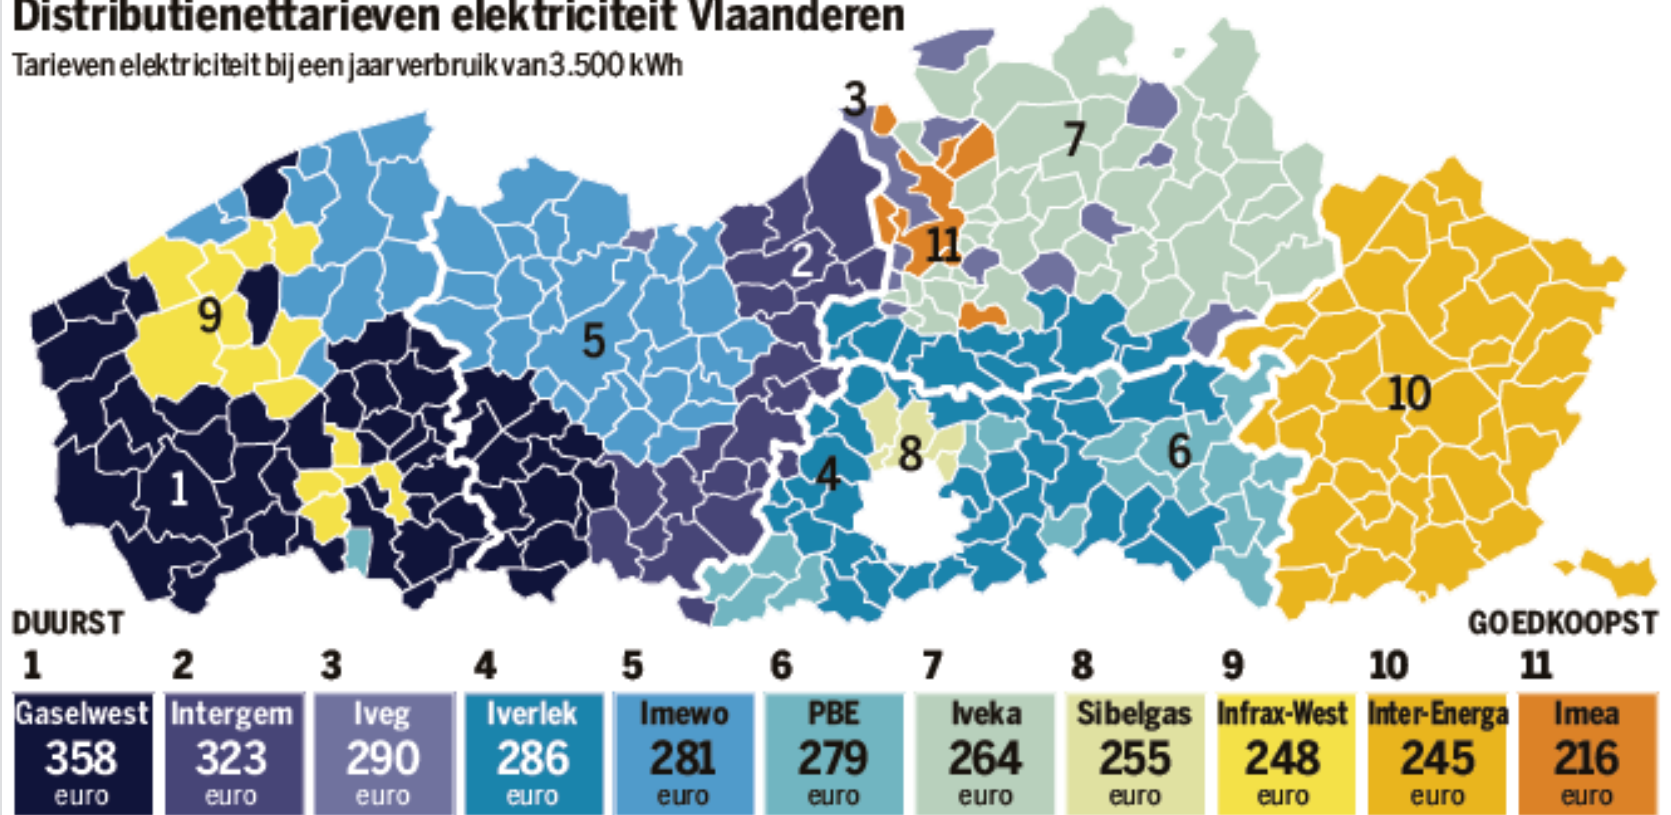 Distributienettarieven elektriciteit Vlaanderen
Tarieven elektriciteit bij een jaarverbruik van 3.500 kWh
3
7
11
2
9
5
10
6
8
4
1
DUURST
GOEDKOOPST
1 2 3 4 5 6 7 8 9 10 11
Gaselwest Intergem Iveg Iverlek Imewo PBE Iveka Sibelgas Infrax-West Inter-Energa Imea
358 323 290 286 281 279 264 255 248 245 216
euro euro euro euro euro euro euro euro euro euro euro